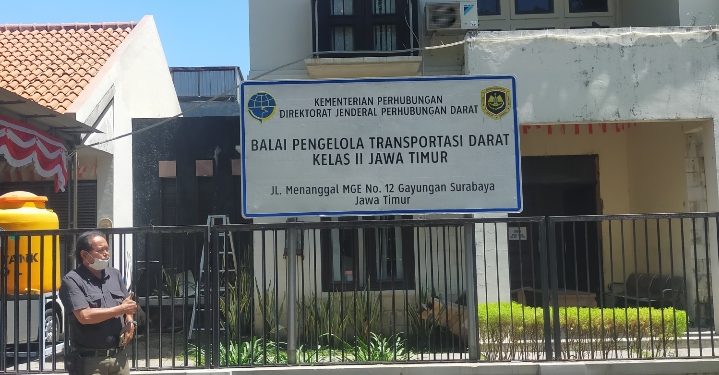 KEMENTERIAN PERHUBUNGAN
DIREKTORAT JENDERAL PERHUBUNGAN DARAT
BALAI PENGELOLA TRANSPORTASI DARAT
KELAS II JAWA TIMUR
JL. Menanggal MGE No. 12 Gayungan Surabaya
Jawa Timur
TANK